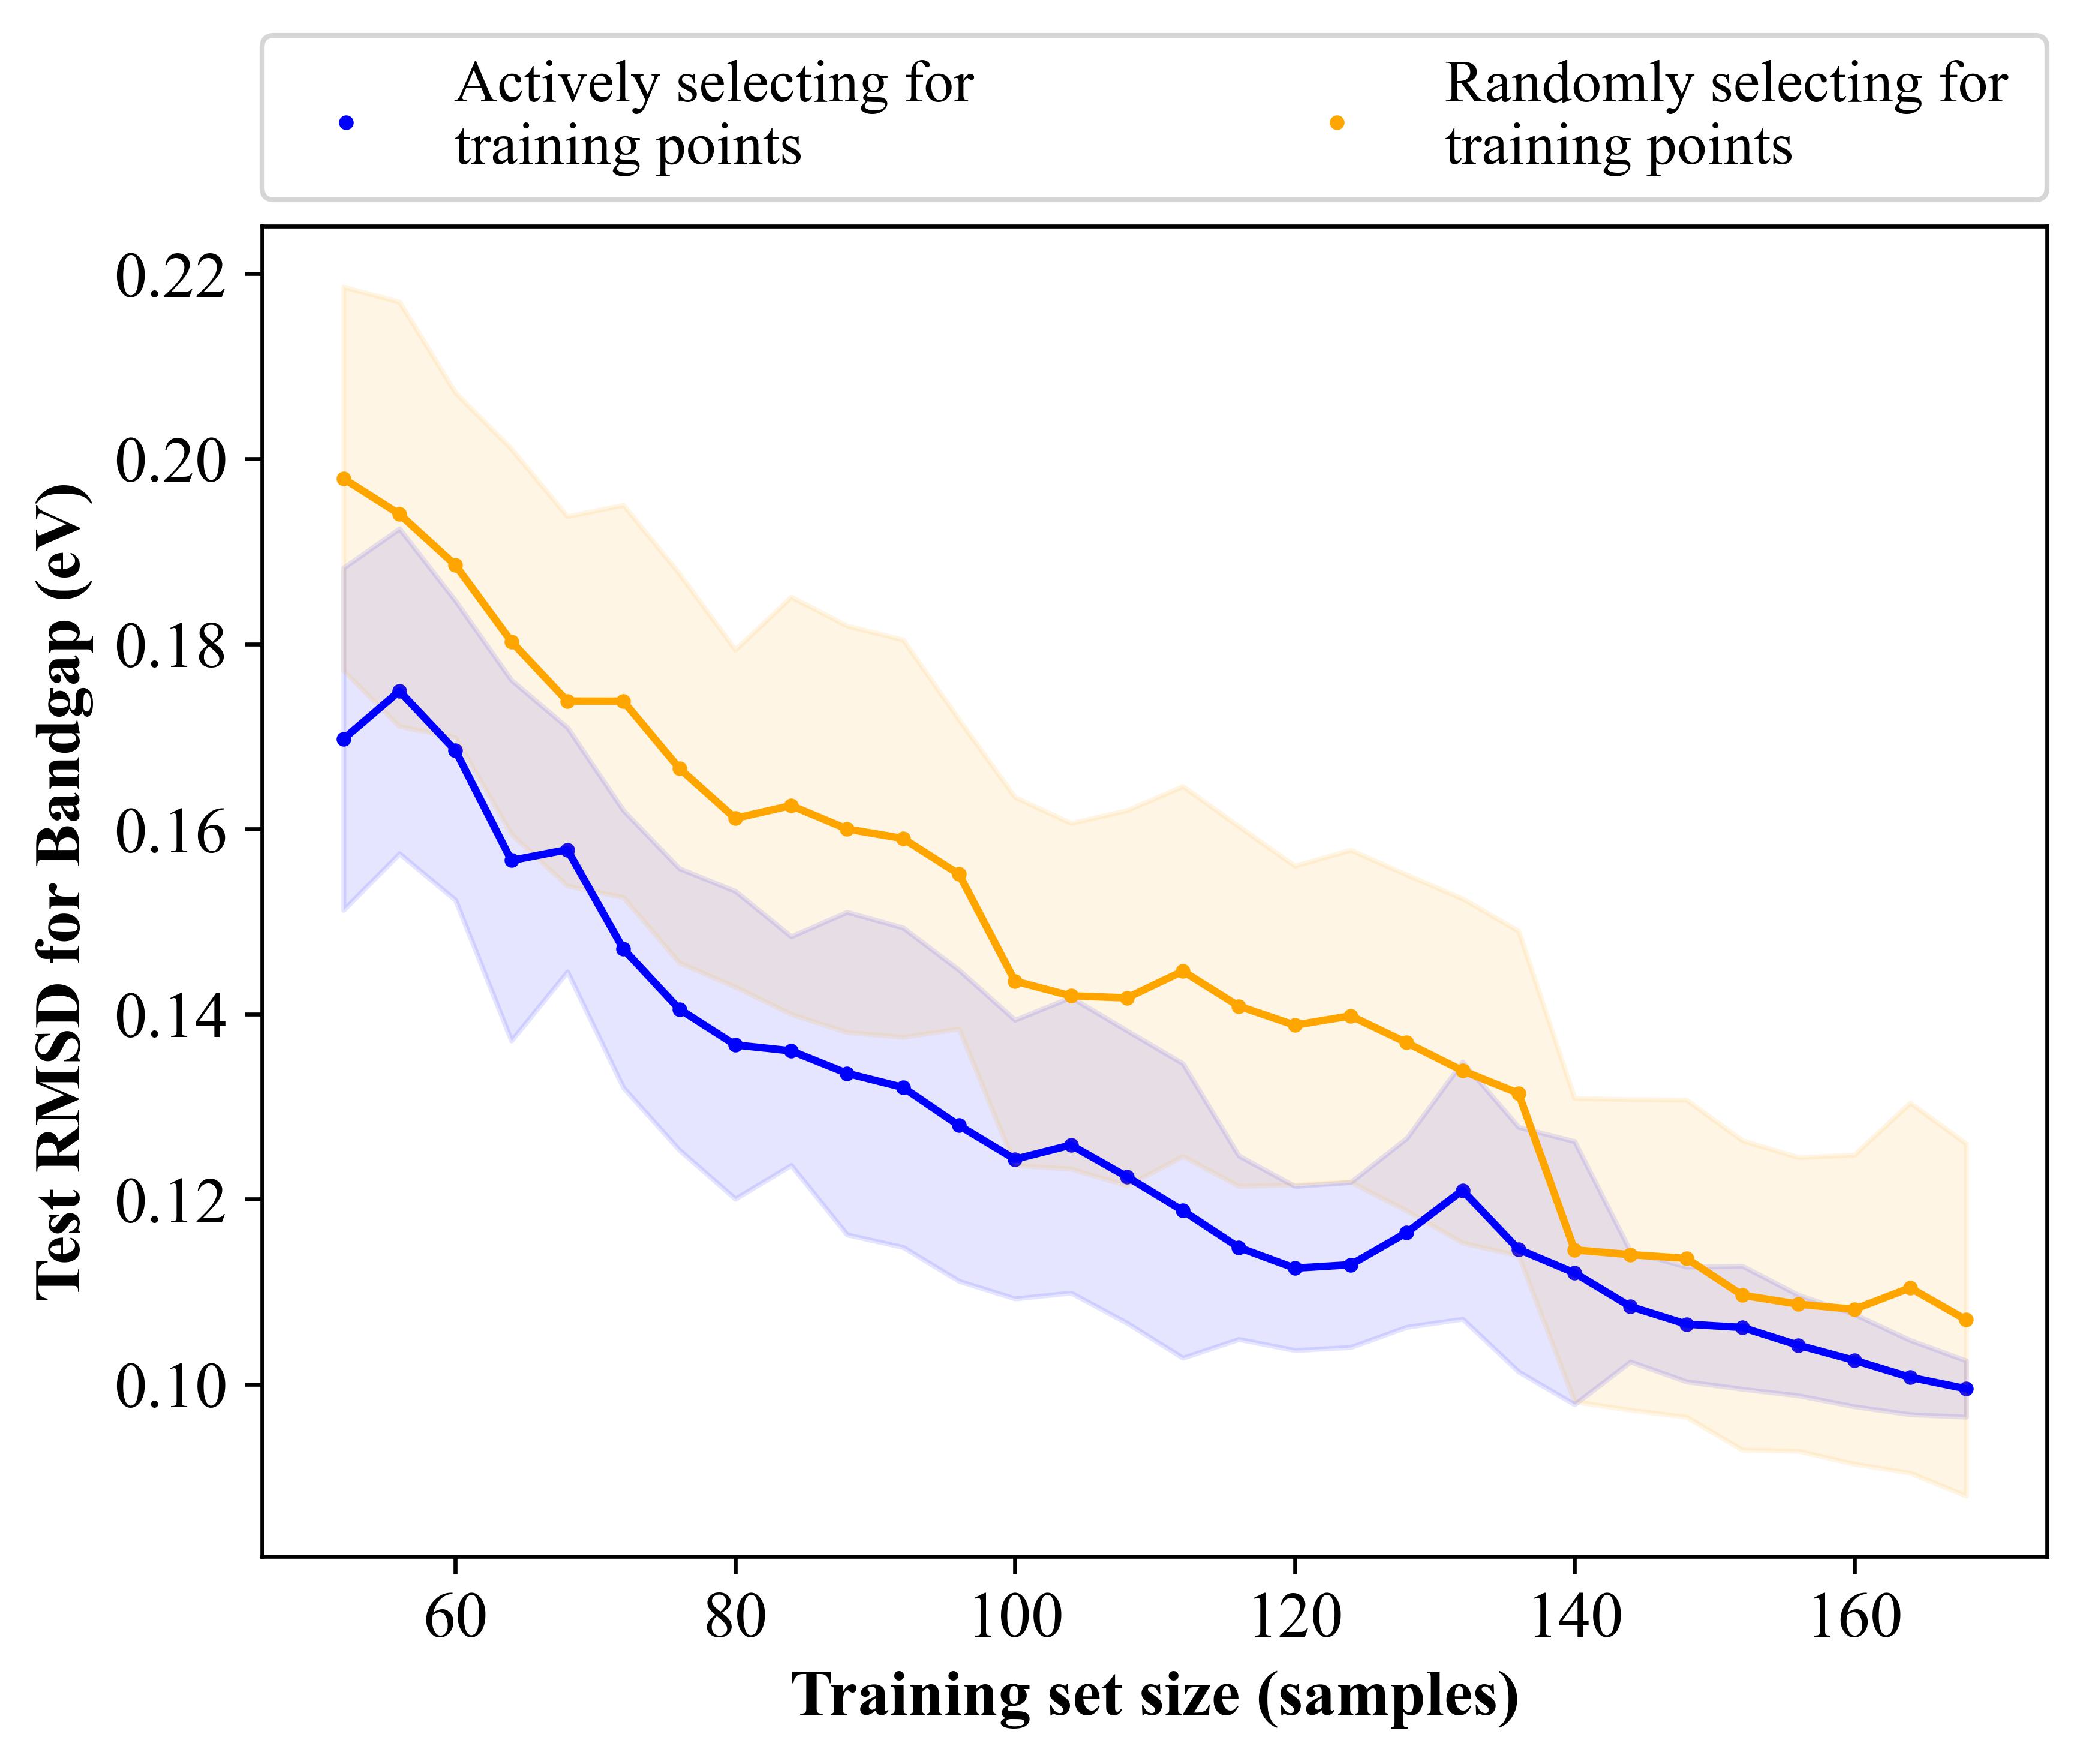 Actively selecting for
training points
Randomly selecting for
training points
Test RMSD for Bandgap (eV)
0.22
0.20
0.18
0.16
0.14
0.12
0.10
60 80 100 120 140 160
Training set size (samples)